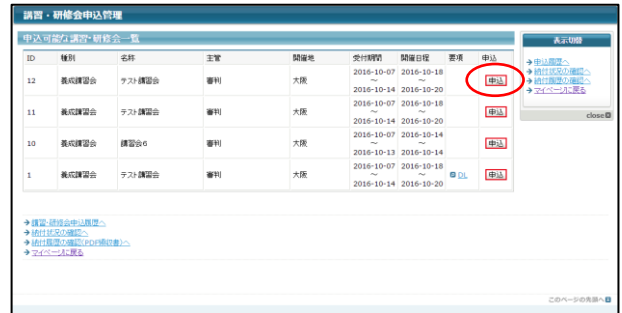 講習・研修会申込管理
申込可能な講習・研修会一覧
ID 種別 名称 主管 開催地 受付期間 開催日程 要項 申込
12 養成講習会 テスト講習会 審判 大阪 2016-10-07 ～ 2016-10-14 2016-10-18 ～ 2016-10-20 申込
11 養成講習会 テスト講習会 審判 大阪 2016-10-07 ～ 2016-10-14 2016-10-18 ～ 2016-10-20 申込
10 養成講習会 講習会6 審判 大阪 2016-10-07 ～ 2016-10-13 2016-10-14 ～ 2016-10-14 申込
1 養成講習会 テスト講習会 審判 大阪 2016-10-07 ～ 2016-10-14 2016-10-18 ～ 2016-10-20 DL 申込
講習・研修会申込履歴へ
納付状況の確認へ
納付履歴の確認(PDF領収書)へ
マイページに戻る
表示切替
申込履歴へ
納付状況の確認へ
納付履歴の確認へ
マイページに戻る
close
このページの先頭へ